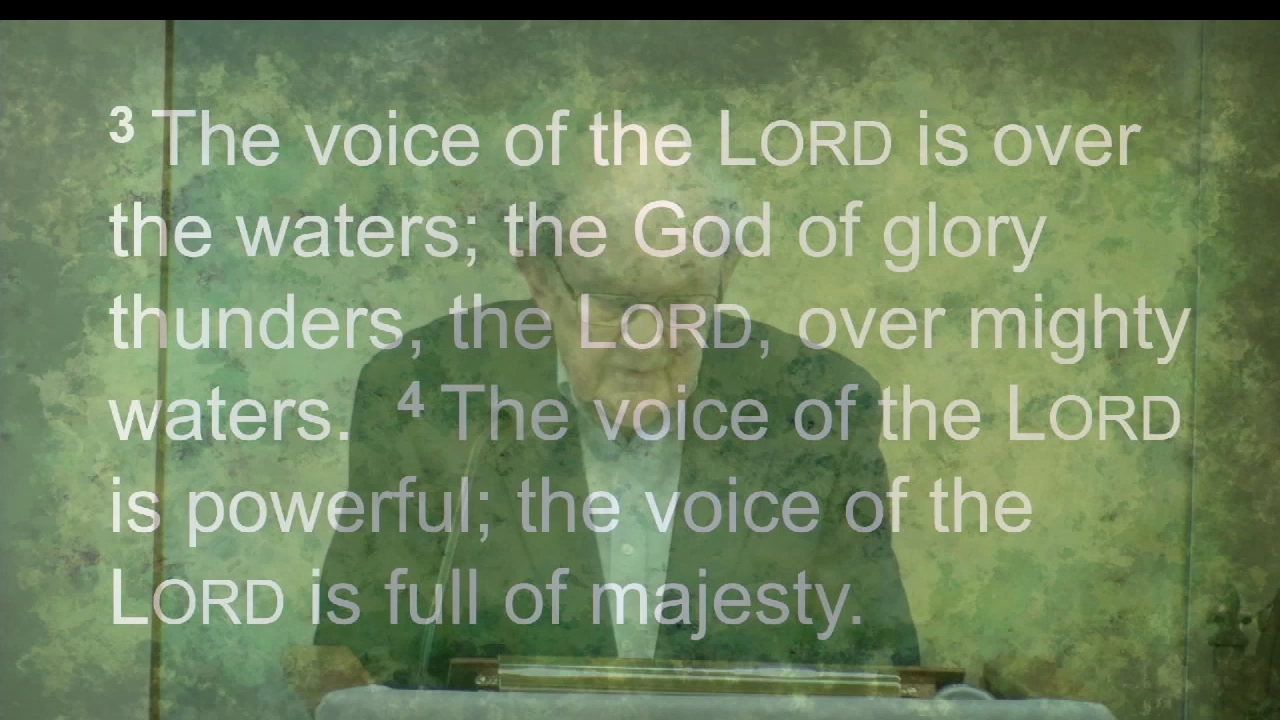 3 The voice of the LORD is over
the waters; the God of glory
thunders, the LORD, over mighty
waters. 4 The voice of the LORD
is powerful; the voice of the
LORD is full of majesty.